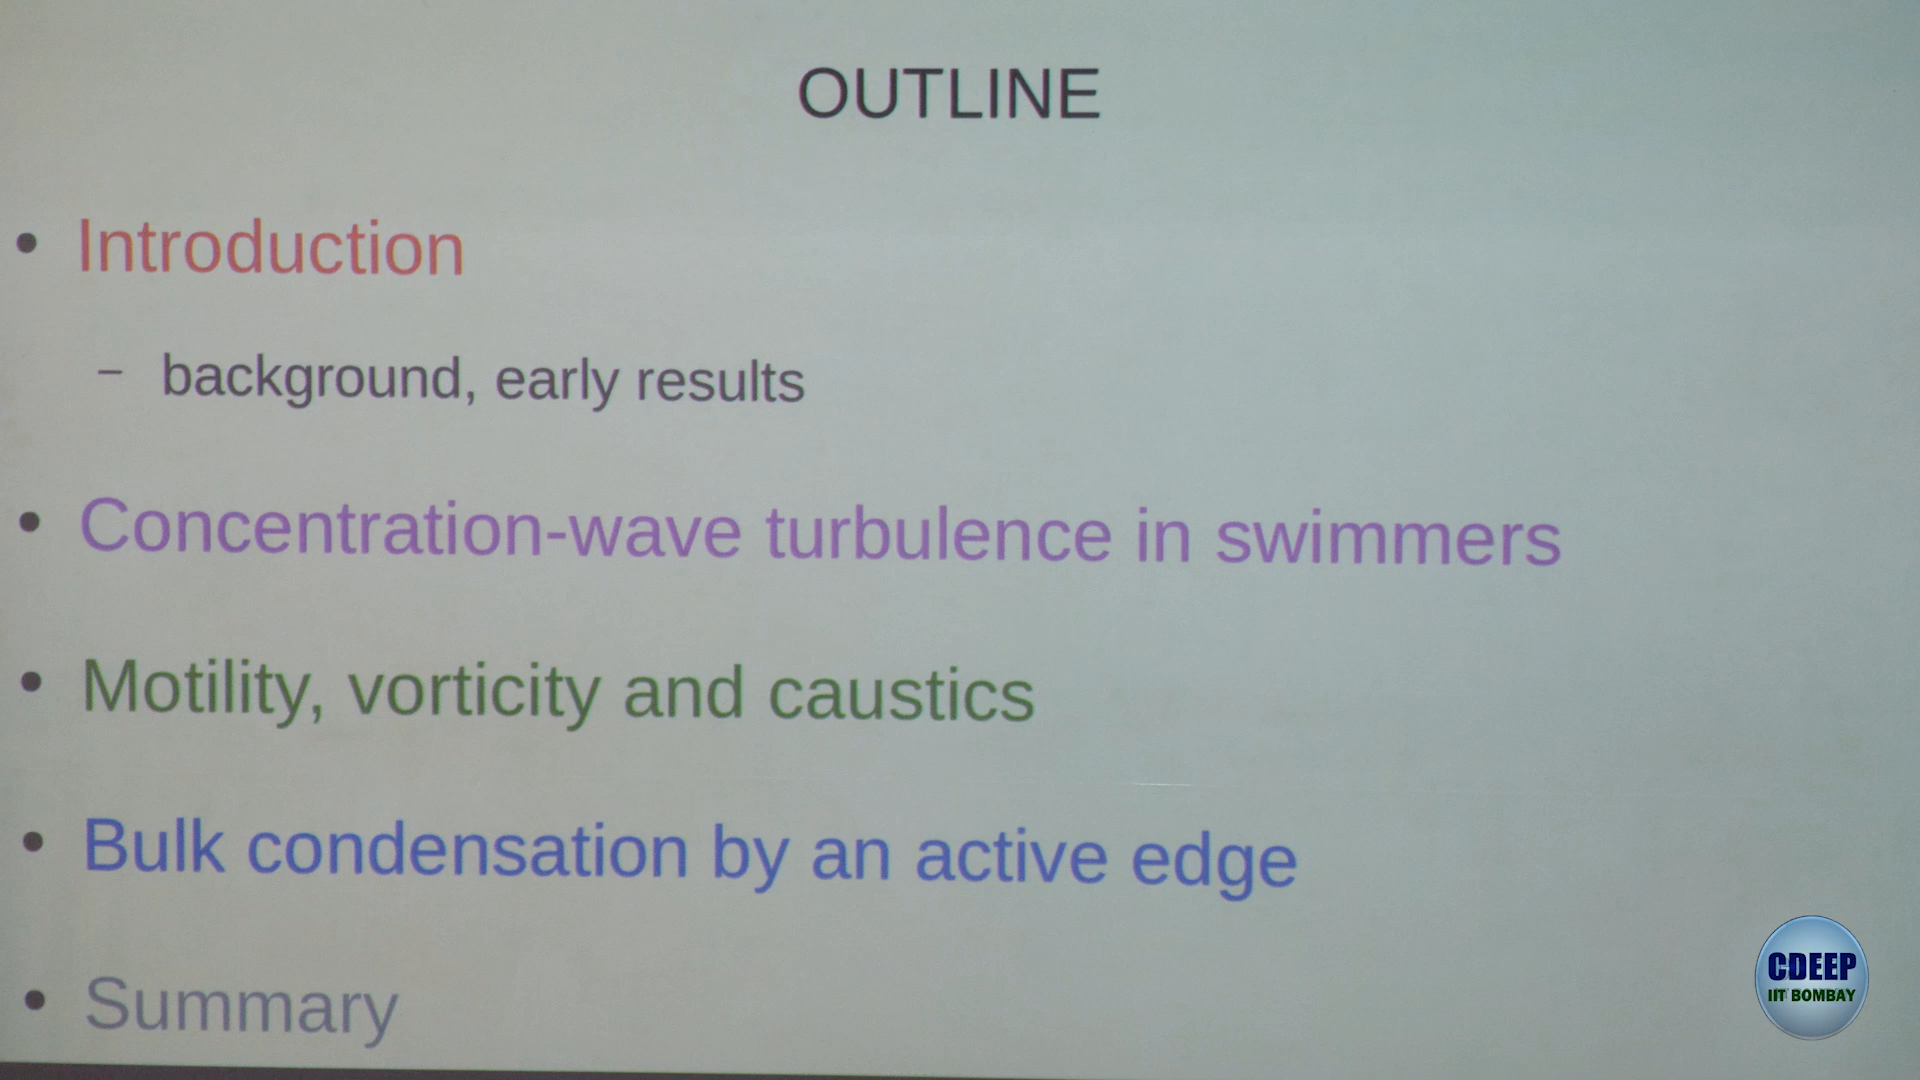 OUTLINE
• Introduction
– background, early results
• Concentration-wave turbulence in swimmers
• Motility, vorticity and caustics
• Bulk condensation by an active edge
• Summary
CDEEP
IIT BOMBAY